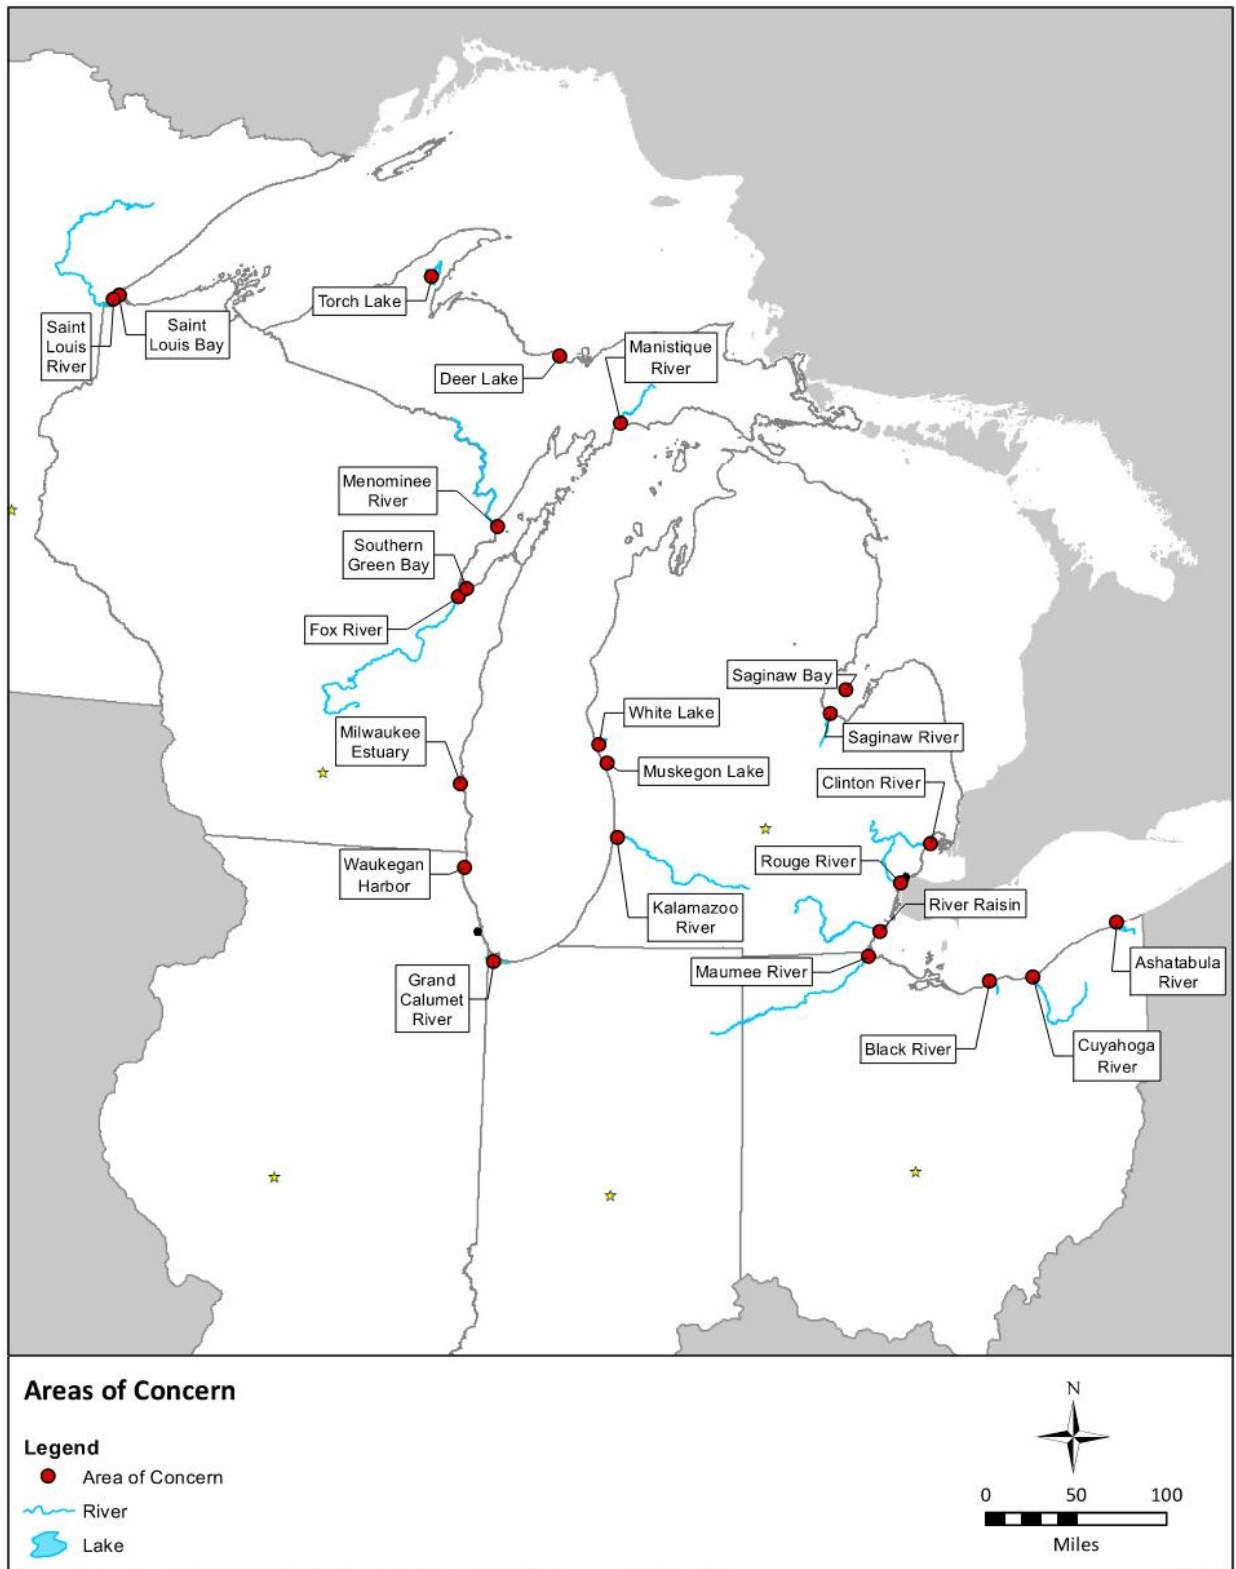 Torch Lake
Saint
Louis
River
Saint
Louis Bay
Manistique
River
Deer Lake
Menominee
River
Southern
Green Bay
Fox River
Saginaw Bay
White Lake
Milwaukee
Estuary
Saginaw River
Muskegon Lake
Clinton River
Waukegan
Harbor
Rouge River
Kalamazoo
River
River Raisin
Maumee River
Grand
Calumet
River
Ashatabula
River
Black River
Cuyahoga
River
Areas of Concern
Legend
Area of Concern
River
Lake
N
0 50 100
Miles